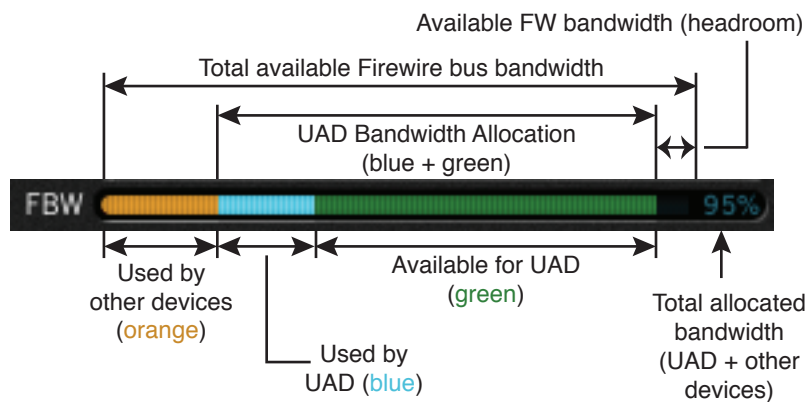 Available FW bandwidth (headroom)
Total available Firewire bus bandwidth
UAD Bandwidth Allocation
(blue + green)
FBW
95%
Used by
other devices
(orange)
Available for UAD
(green)
Total allocated
bandwidth
(UAD + other
devices)
Used by
UAD (blue)